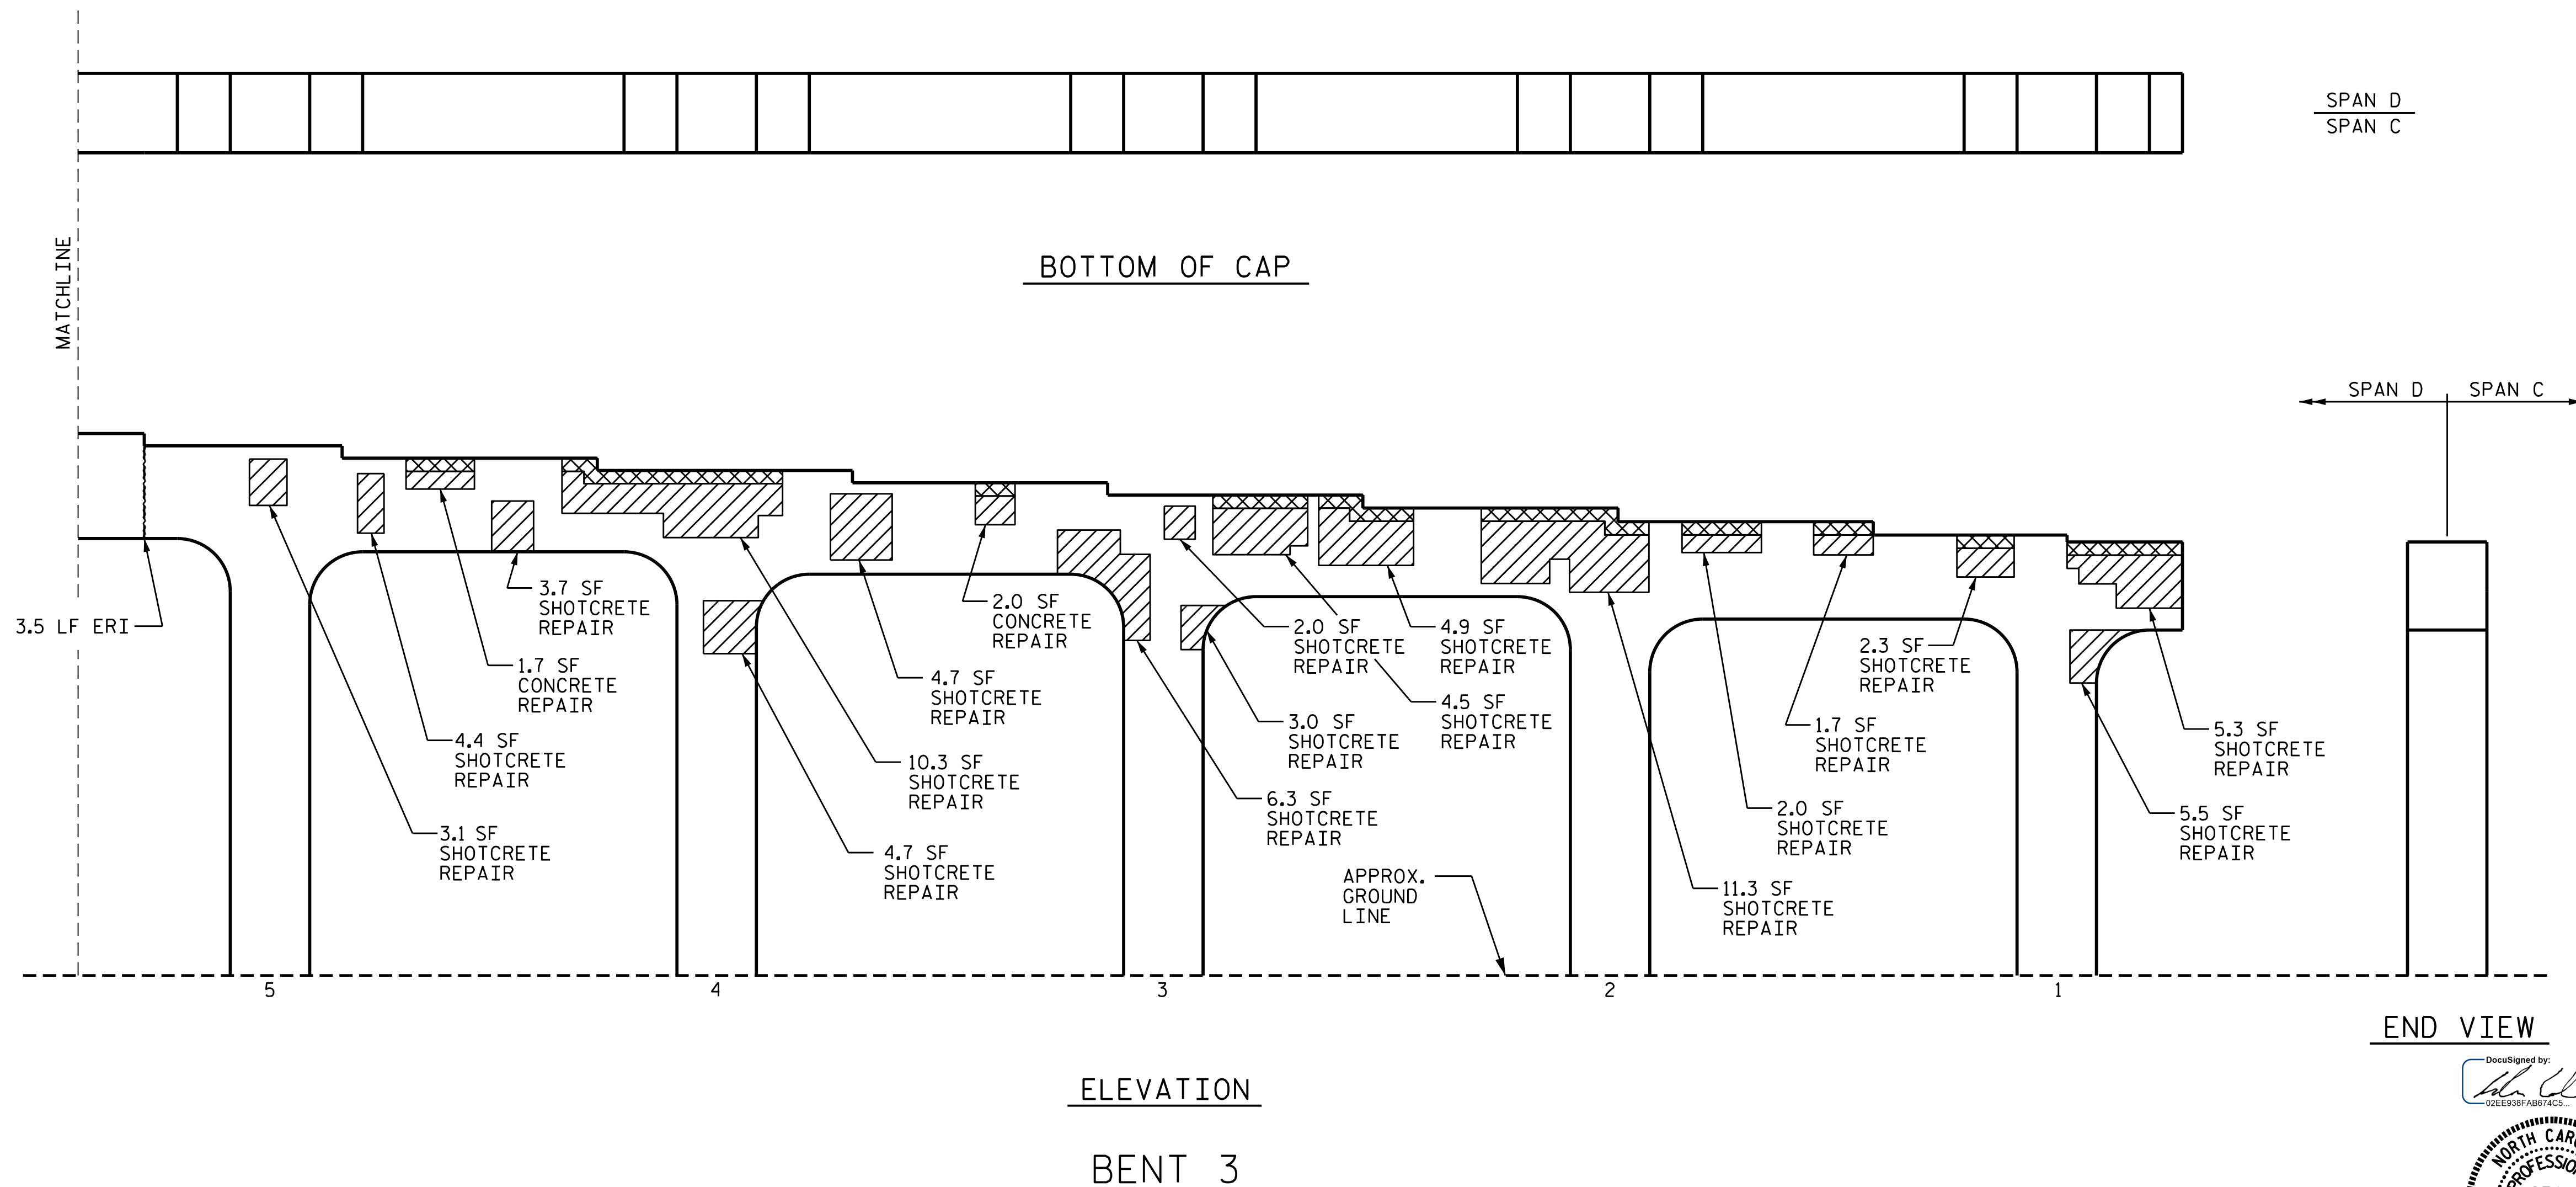 SPAN D
SPAN C
MATCHLINE
BOTTOM OF CAP
SPAN D
SPAN C
3.5 LF ERI
3.7 SF
SHOTCRETE
REPAIR
1.7 SF
CONCRETE
REPAIR
4.4 SF
SHOTCRETE
REPAIR
3.1 SF
SHOTCRETE
REPAIR
2.0 SF
CONCRETE
REPAIR
4.7 SF
SHOTCRETE
REPAIR
10.3 SF
SHOTCRETE
REPAIR
4.7 SF
SHOTCRETE
REPAIR
2.0 SF
SHOTCRETE
REPAIR
4.9 SF
SHOTCRETE
REPAIR
4.5 SF
SHOTCRETE
REPAIR
3.0 SF
SHOTCRETE
REPAIR
6.3 SF
SHOTCRETE
REPAIR
APPROX.
GROUND
LINE
2.3 SF
SHOTCRETE
REPAIR
1.7 SF
SHOTCRETE
REPAIR
2.0 SF
SHOTCRETE
REPAIR
11.3 SF
SHOTCRETE
REPAIR
5.3 SF
SHOTCRETE
REPAIR
5.5 SF
SHOTCRETE
REPAIR
5
4
3
2
1
END VIEW
ELEVATION
BENT 3
DocuSigned by:
02EE938FAB674C5...
NORTH CAR
PROFESSIO